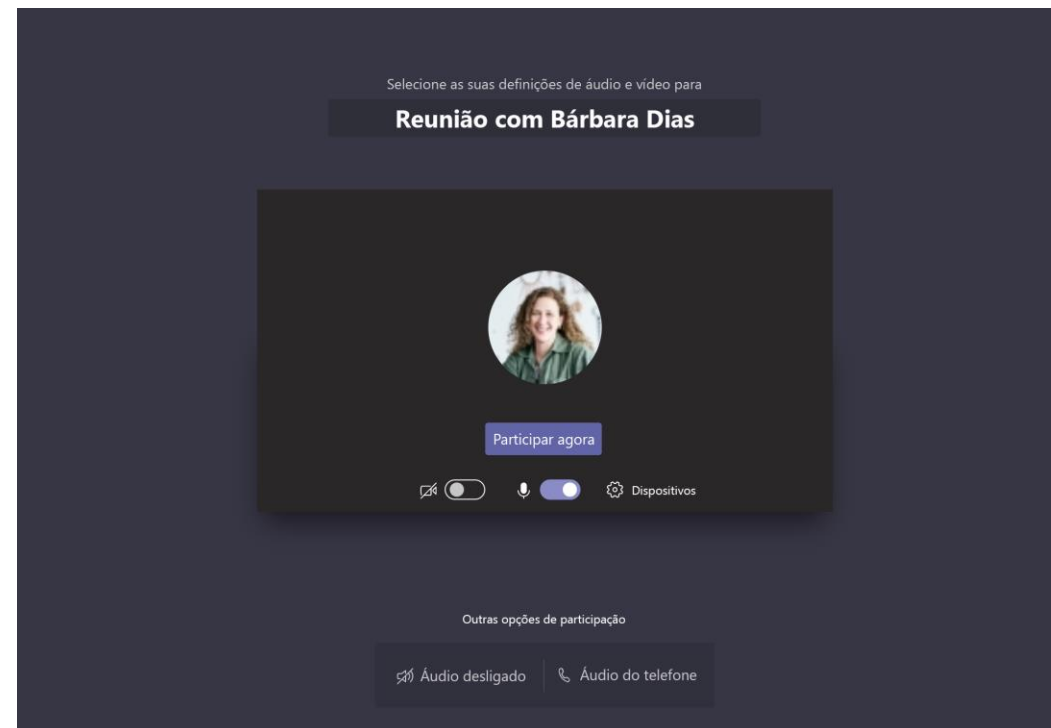 Selecione as suas definições de áudio e vídeo para
Reunião com Bárbara Dias
Participar agora
Dispositivos
Outras opções de participação
Áudio desligado
Áudio do telefone